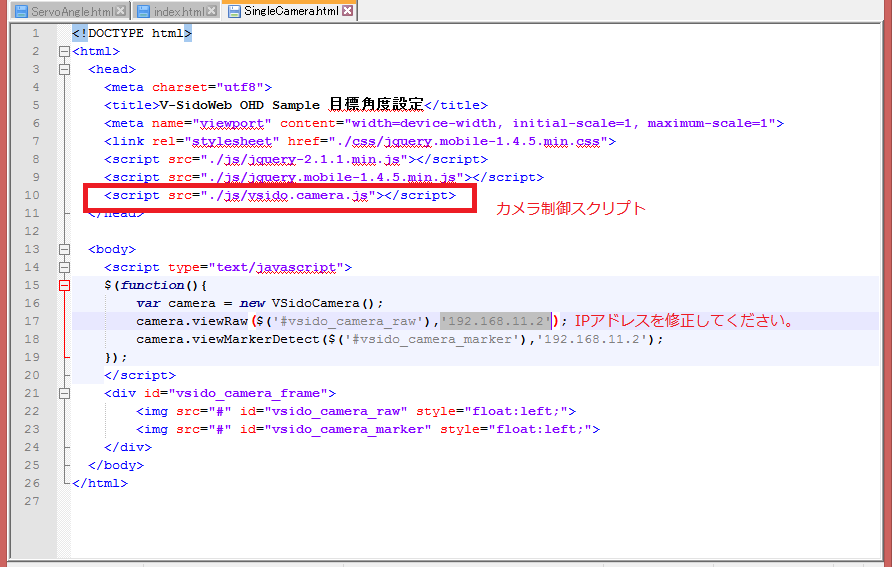 ServoAngle.html index.html SingleCamera.html
1 <!DOCTYPE html>
2 <html>
3 <head>
4 <meta charset="utf8">
5 <title>V-SidoWeb OHD Sample 目標角度設定</title>
6 <meta name="viewport" content="width=device-width, initial-scale=1, maximum-scale=1">
7 <link rel="stylesheet" href="./css/jquery.mobile-1.4.5.min.css">
8 <script src="./js/jquery-2.1.1.min.js"></script>
9 <script src="./js/jquery.mobile-1.4.5.min.js"></script>
10 <script src="./js/vsido.camera.js"></script>
カメラ制御スクリプト
11 </head>
12
13 <body>
14 <script type="text/javascript">
15 $(function(){
16 var camera = new VSidoCamera();
17 camera.viewRaw($('#vsido_camera_raw'),'192.168.11.2'); IPアドレスを修正してください。
18 camera.viewMarkerDetect($('#vsido_camera_marker'),'192.168.11.2');
19 });
20 </script>
21 <div id="vsido_camera_frame">
22 <img src="#" id="vsido_camera_raw" style="float:left;">
23 <img src="#" id="vsido_camera_marker" style="float:left;">
24 </div>
25 </body>
26 </html>
27